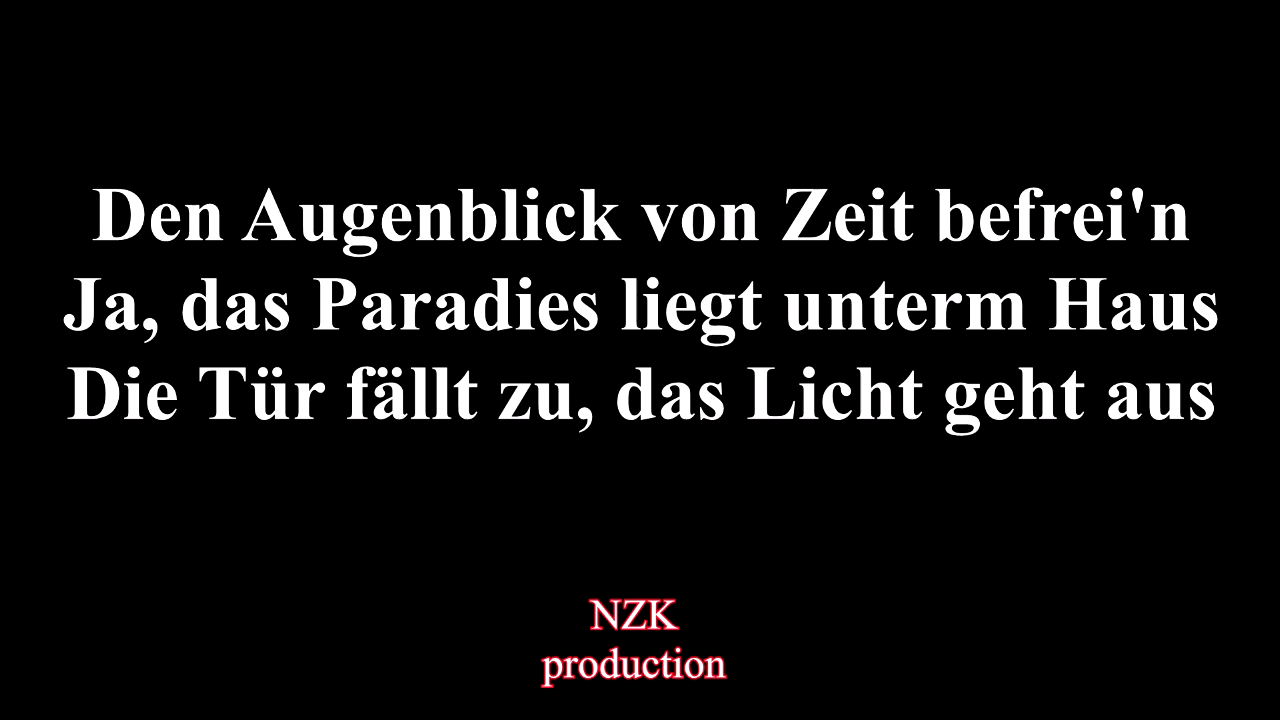 Den Augenblick von Zeit befrei'n
Ja, das Paradies liegt unterm Haus
Die Tür fällt zu, das Licht geht aus
NZK
production